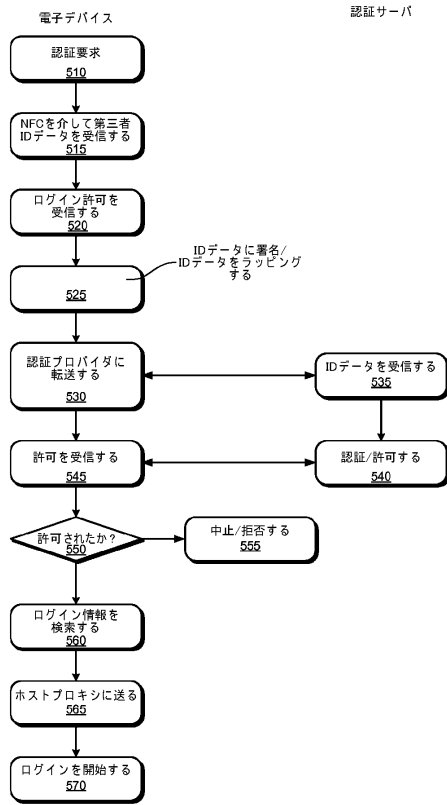 電子デバイス
認証サーバ
認証要求
510
NFCを介して第三者
IDデータを受信する
515
ログイン許可を
受信する
520
IDデータに署名/
IDデータをラッピング
する
525
認証プロバイダに
転送する
530
IDデータを受信する
535
許可を受信する
545
認証/許可する
540
許可されたか?
550
中止/拒否する
555
ログイン情報を
検索する
560
ホストプロキシに送る
565
ログインを開始する
570